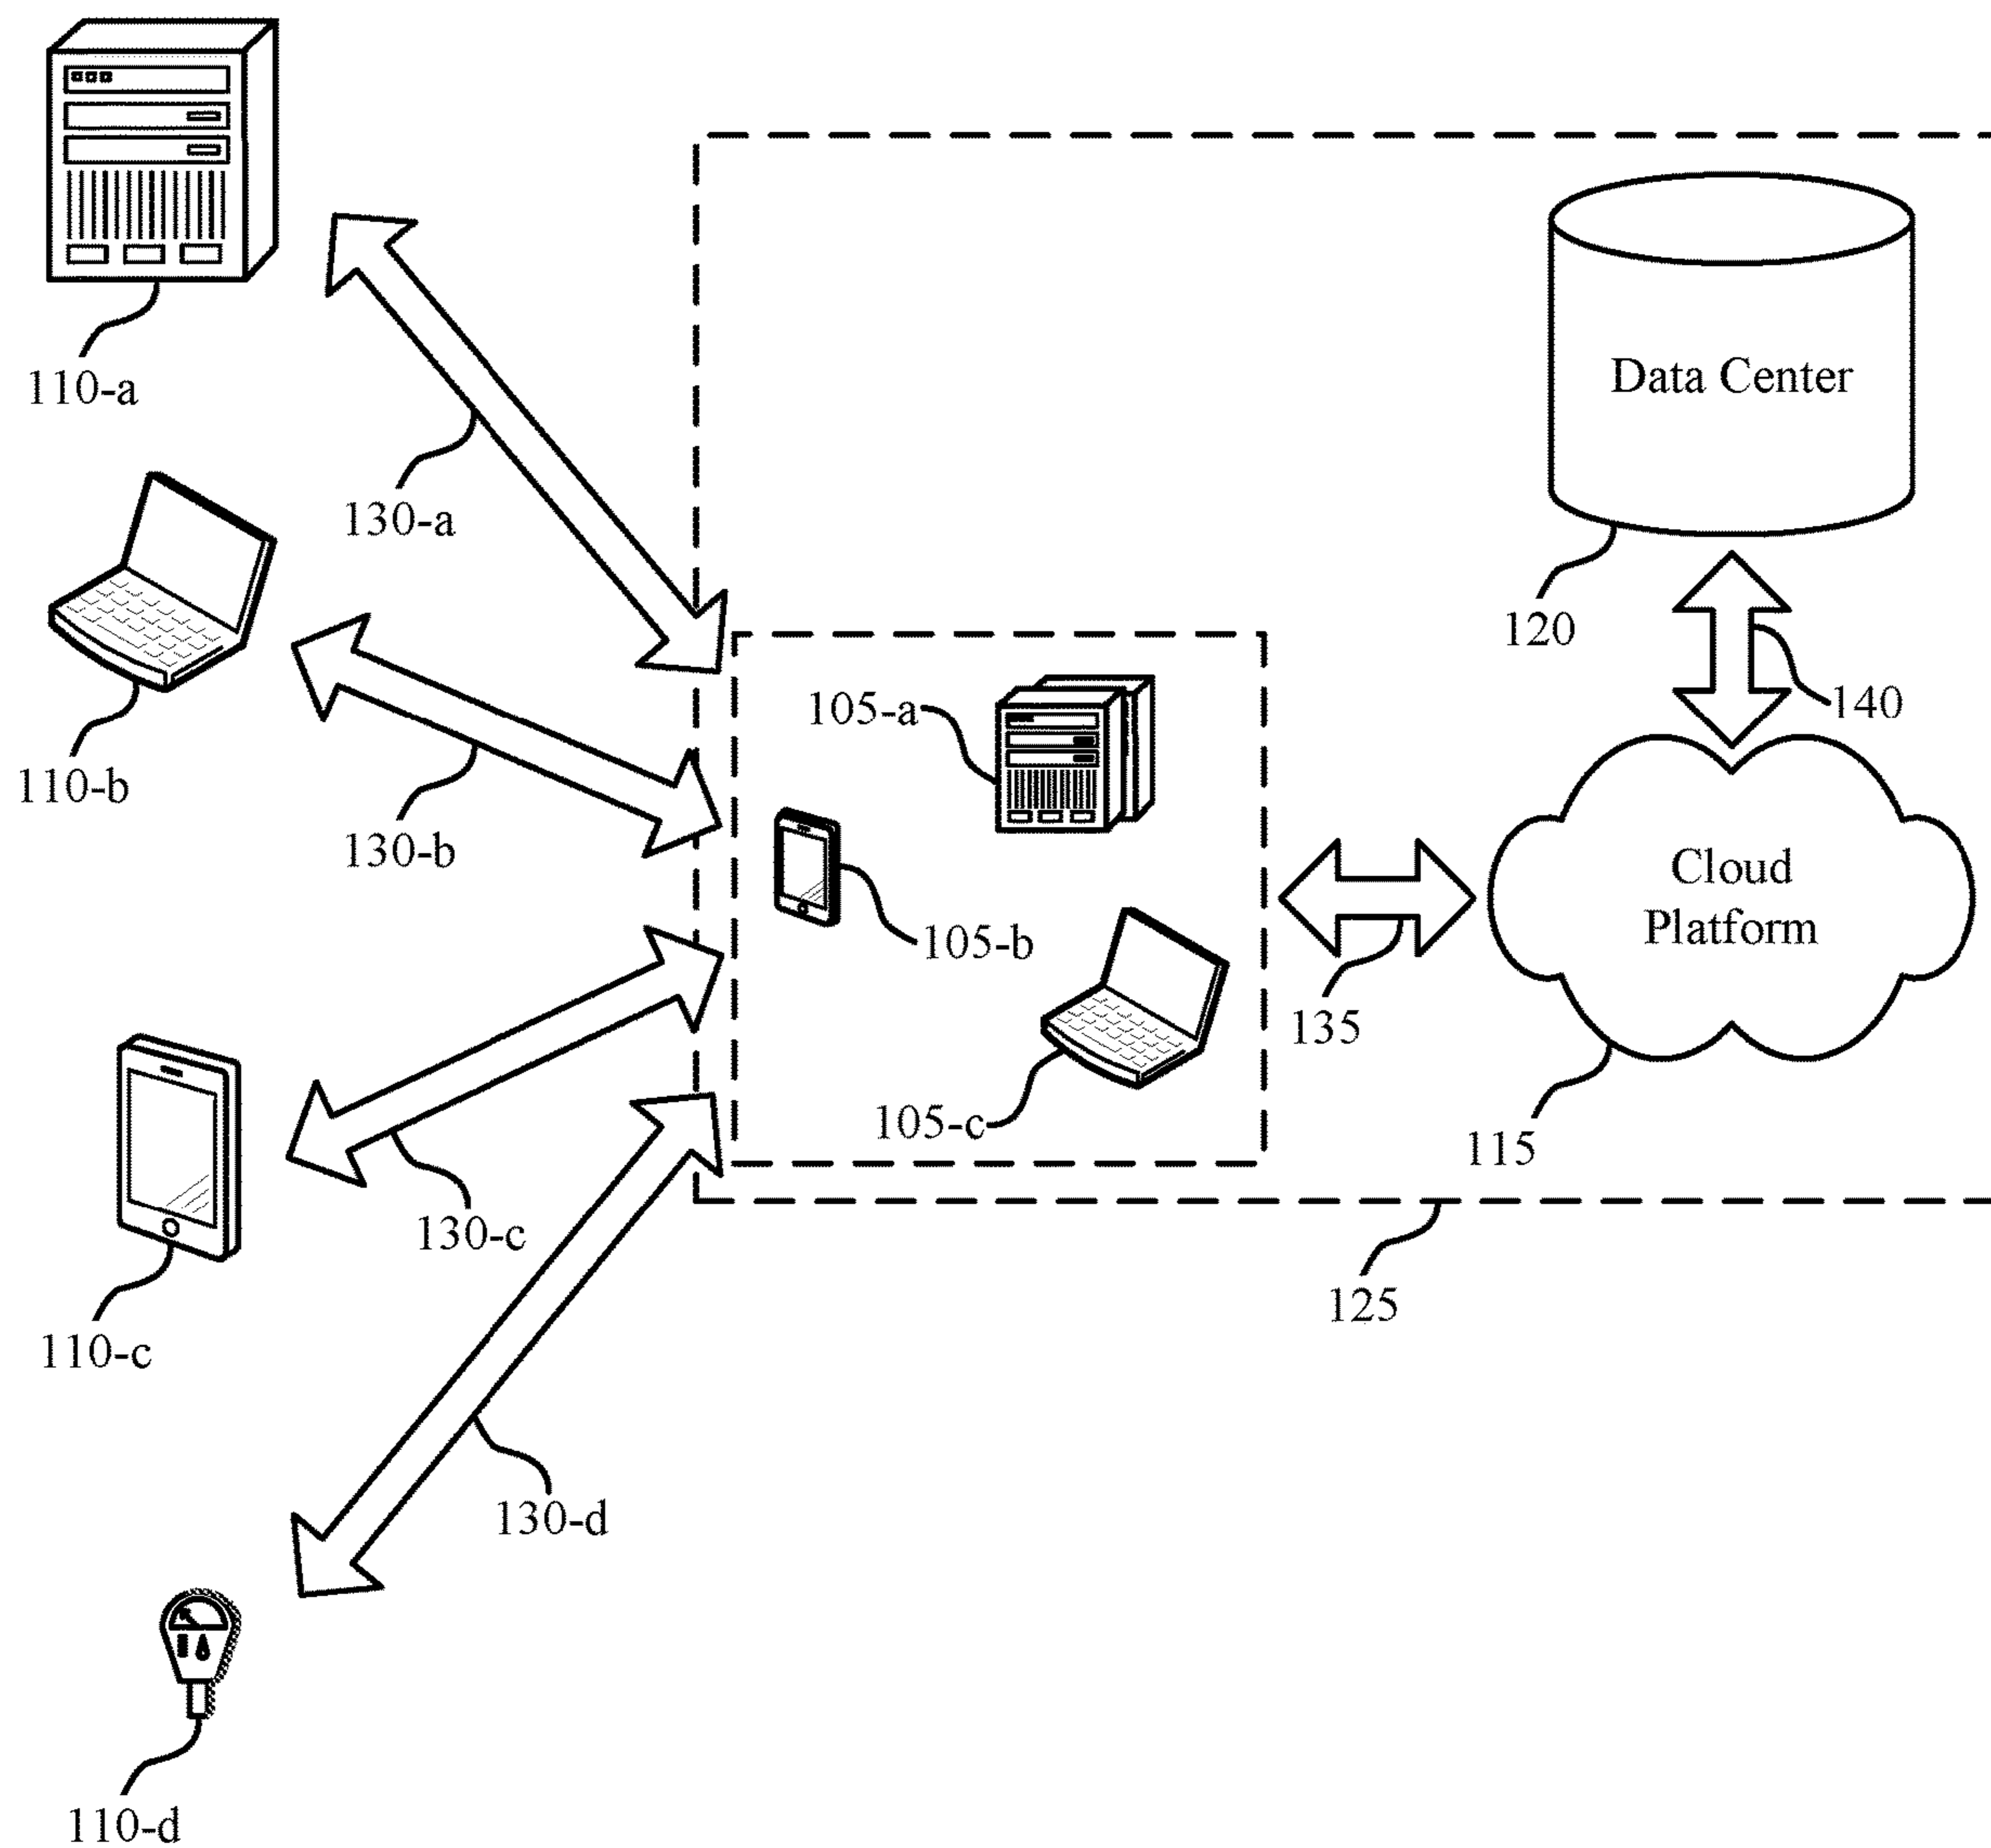 110-a
130-a
Data Center
120
140
110-b
130-b
105-a
105-b
105-c
Cloud
Platform
135
115
110-c
130-c
125
130-d
110-d